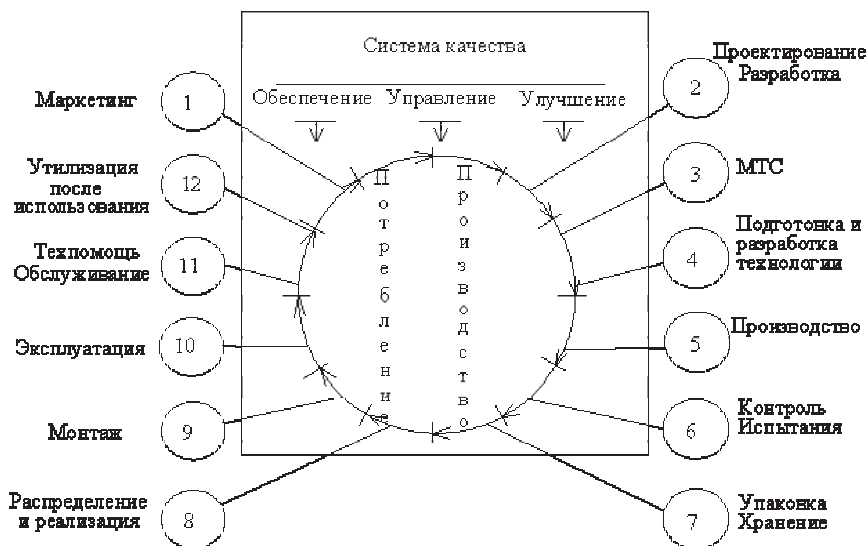 Система качества
Обеспечение Управление Улучшение
Потребление
Производство
1
Маркетинг
2
Проектирование
Разработка
3
МТС
4
Подготовка и
разработка
технологии
5
Производство
6
Контроль
Испытания
7
Упаковка
Хранение
8
Распределение
и реализация
9
Монтаж
10
Эксплуатация
11
Техпомощь
Обслуживание
12
Утилизация
после
использования